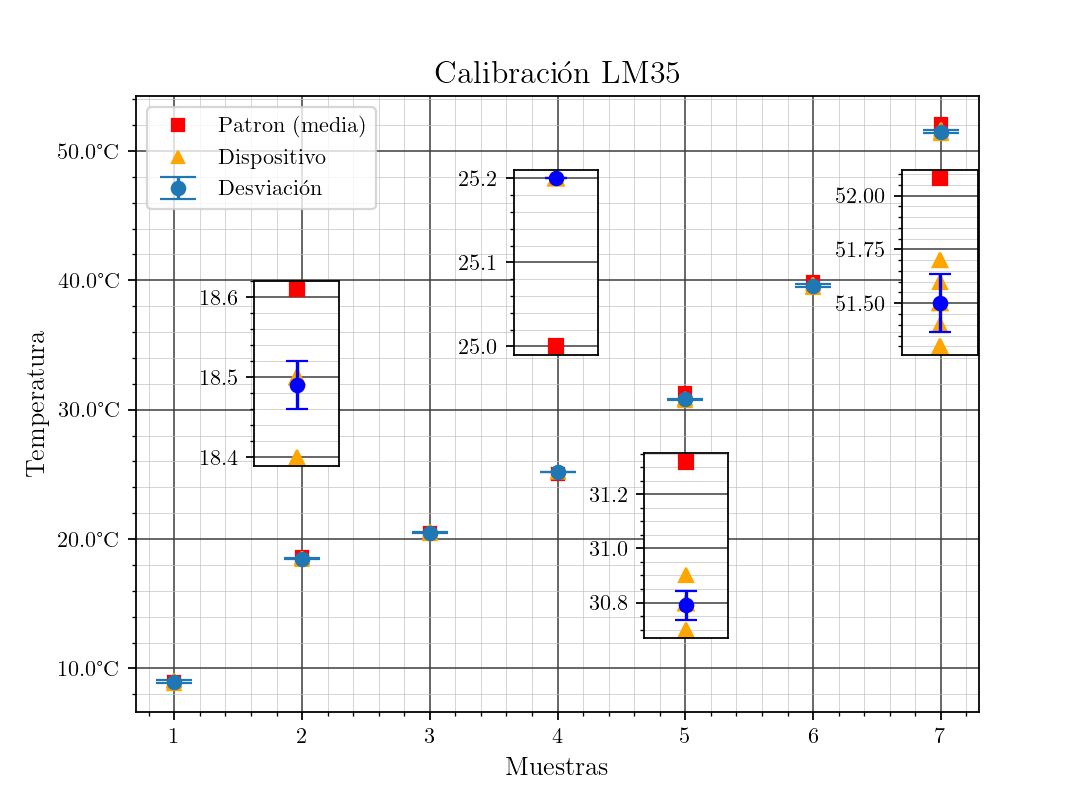 Calibración LM35
Patron (media)
Dispositivo
Desviación
50.0°C
40.0°C
30.0°C
20.0°C
10.0°C
Temperatura
18.6
18.5
18.4
25.2
25.1
25.0
31.2
31.0
30.8
52.00
51.75
51.50
1 2 3 4 5 6 7
Muestras